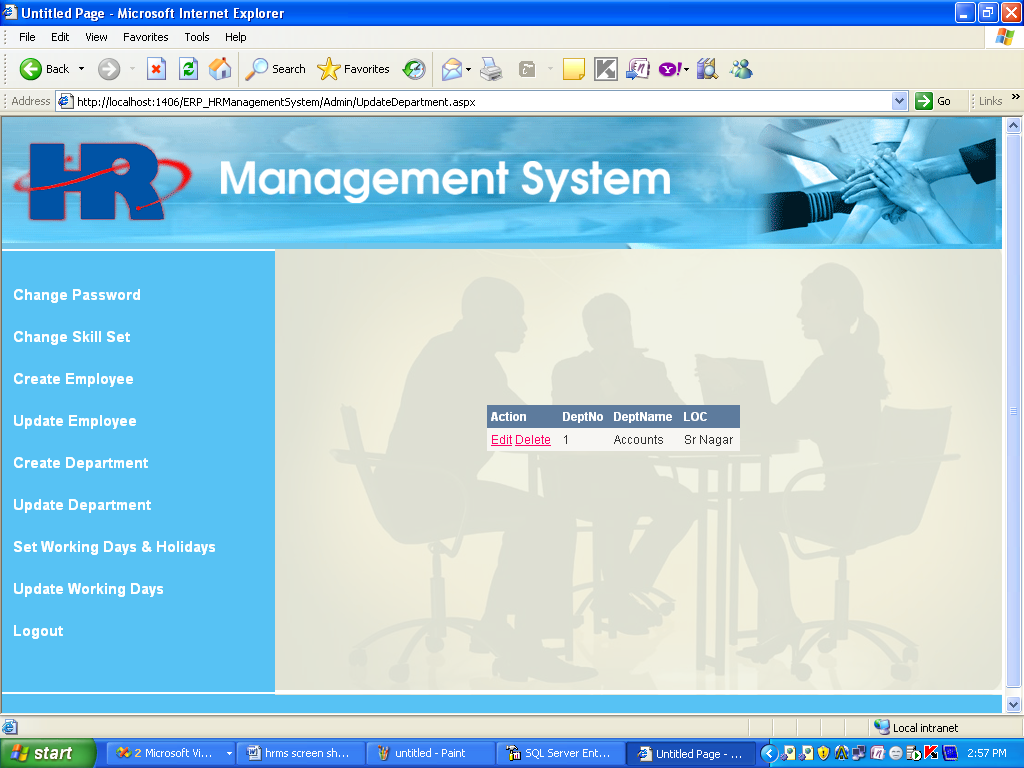 Untitled Page - Microsoft Internet Explorer
File Edit View Favorites Tools Help
Back Search Favorites
Address http://localhost:1406/ERP_HRManagementSystem/Admin/UpdateDepartment.aspx Go Links »
HR Management System
Change Password
Change Skill Set
Create Employee
Update Employee
Create Department
Update Department
Set Working Days & Holidays
Update Working Days
Logout
Action DeptNo DeptName LOC
Edit Delete 1 Accounts Sr Nagar
Local intranet
start 2 Microsoft Vi... hrms screen sh... untitled - Paint SQL Server Ent... Untitled Page - ... 2:57 PM